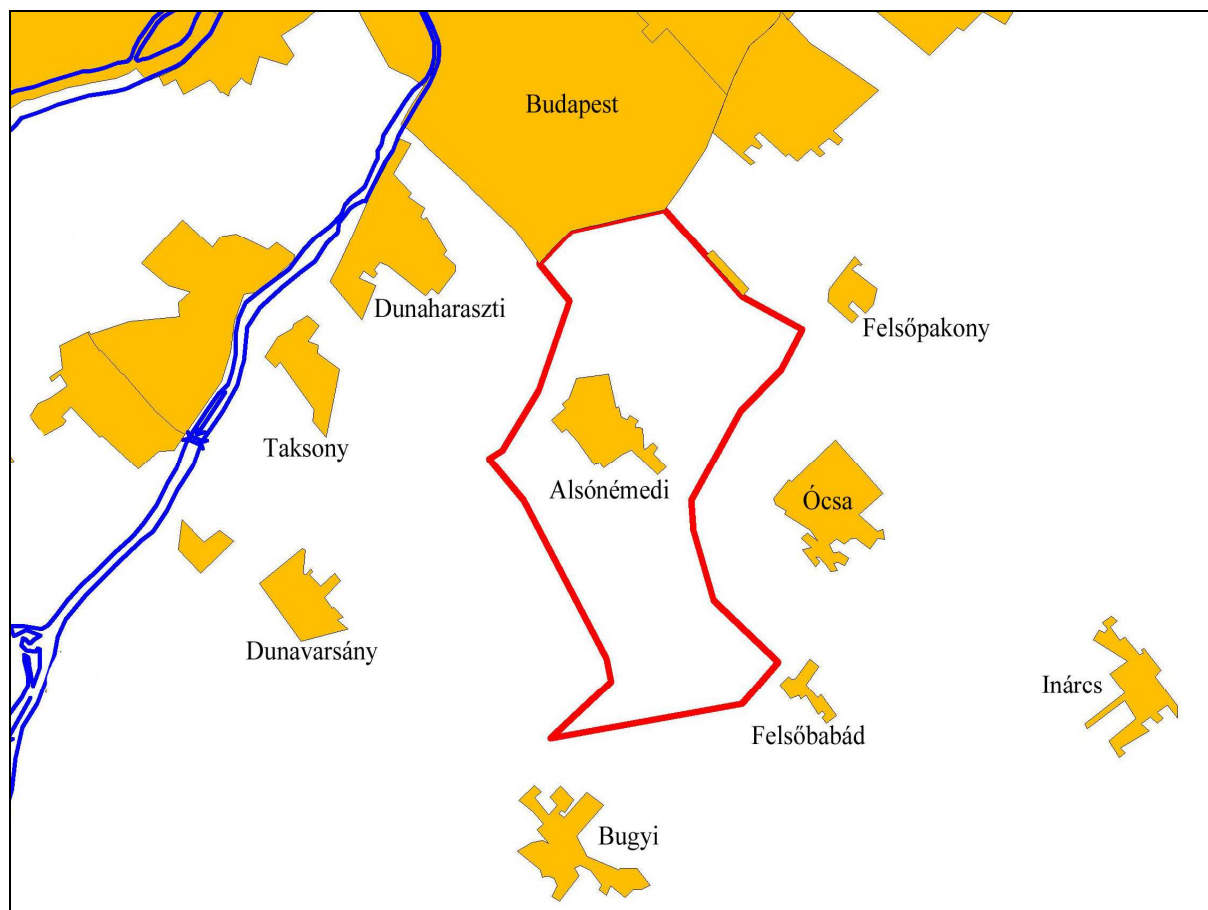 Budapest
Dunaharaszti
Felsőpakony
Taksony
Alsónémedi
Ócsa
Dunavarsány
Felsőbabád
Inárcs
Bugyi